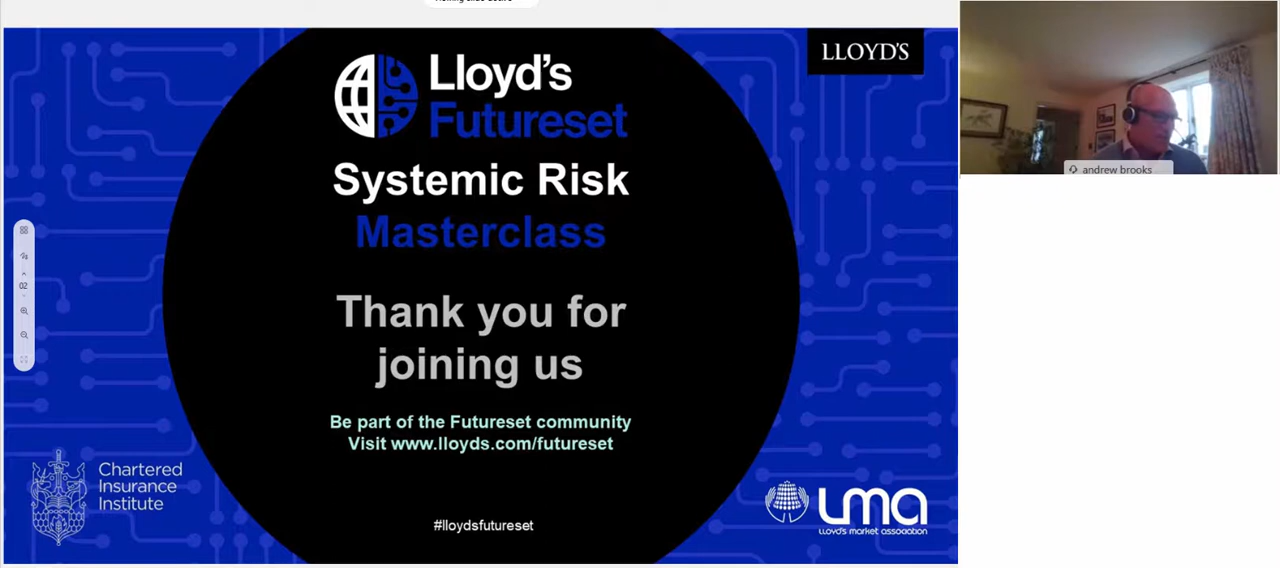 Lloyd's
Futureset
LLOYD'S
Systemic Risk
Masterclass
andrew brooks
02
Thank you for
joining us
Be part of the Futureset community
Visit www.lloyds.com/futureset
Chartered
Insurance
Institute
#lloydsfutureset
lma
lloyd's market association